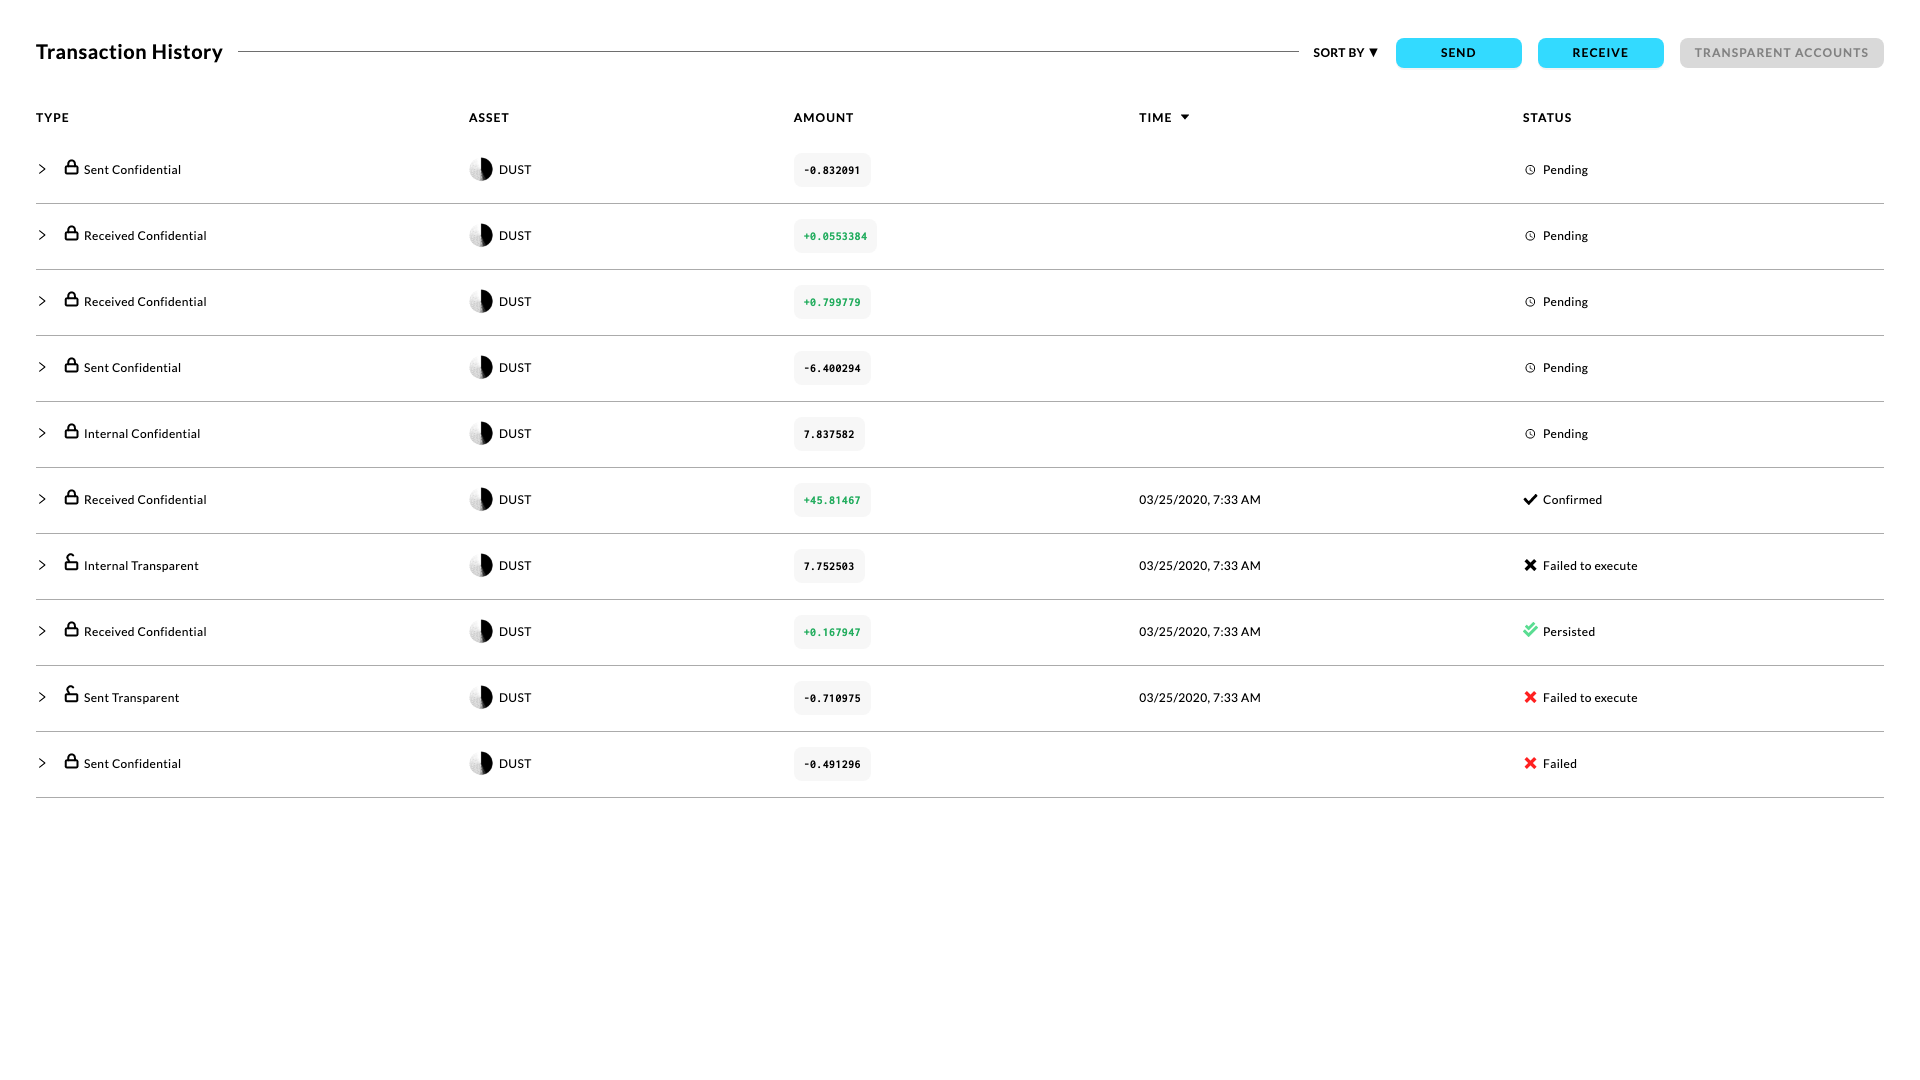 Transaction History SORT BY ▼ SEND RECEIVE TRANSPARENT ACCOUNTS
TYPE ASSET AMOUNT TIME STATUS
Sent Confidential DUST -0.832091 Pending
Received Confidential DUST +0.0553384 Pending
Received Confidential DUST +0.799779 Pending
Sent Confidential DUST -6.400294 Pending
Internal Confidential DUST 7.837582 Pending
Received Confidential DUST +45.81467 03/25/2020, 7:33 AM Confirmed
Internal Transparent DUST 7.752503 03/25/2020, 7:33 AM Failed to execute
Received Confidential DUST +0.167947 03/25/2020, 7:33 AM Persisted
Sent Transparent DUST -0.710975 03/25/2020, 7:33 AM Failed to execute
Sent Confidential DUST -0.491296 Failed